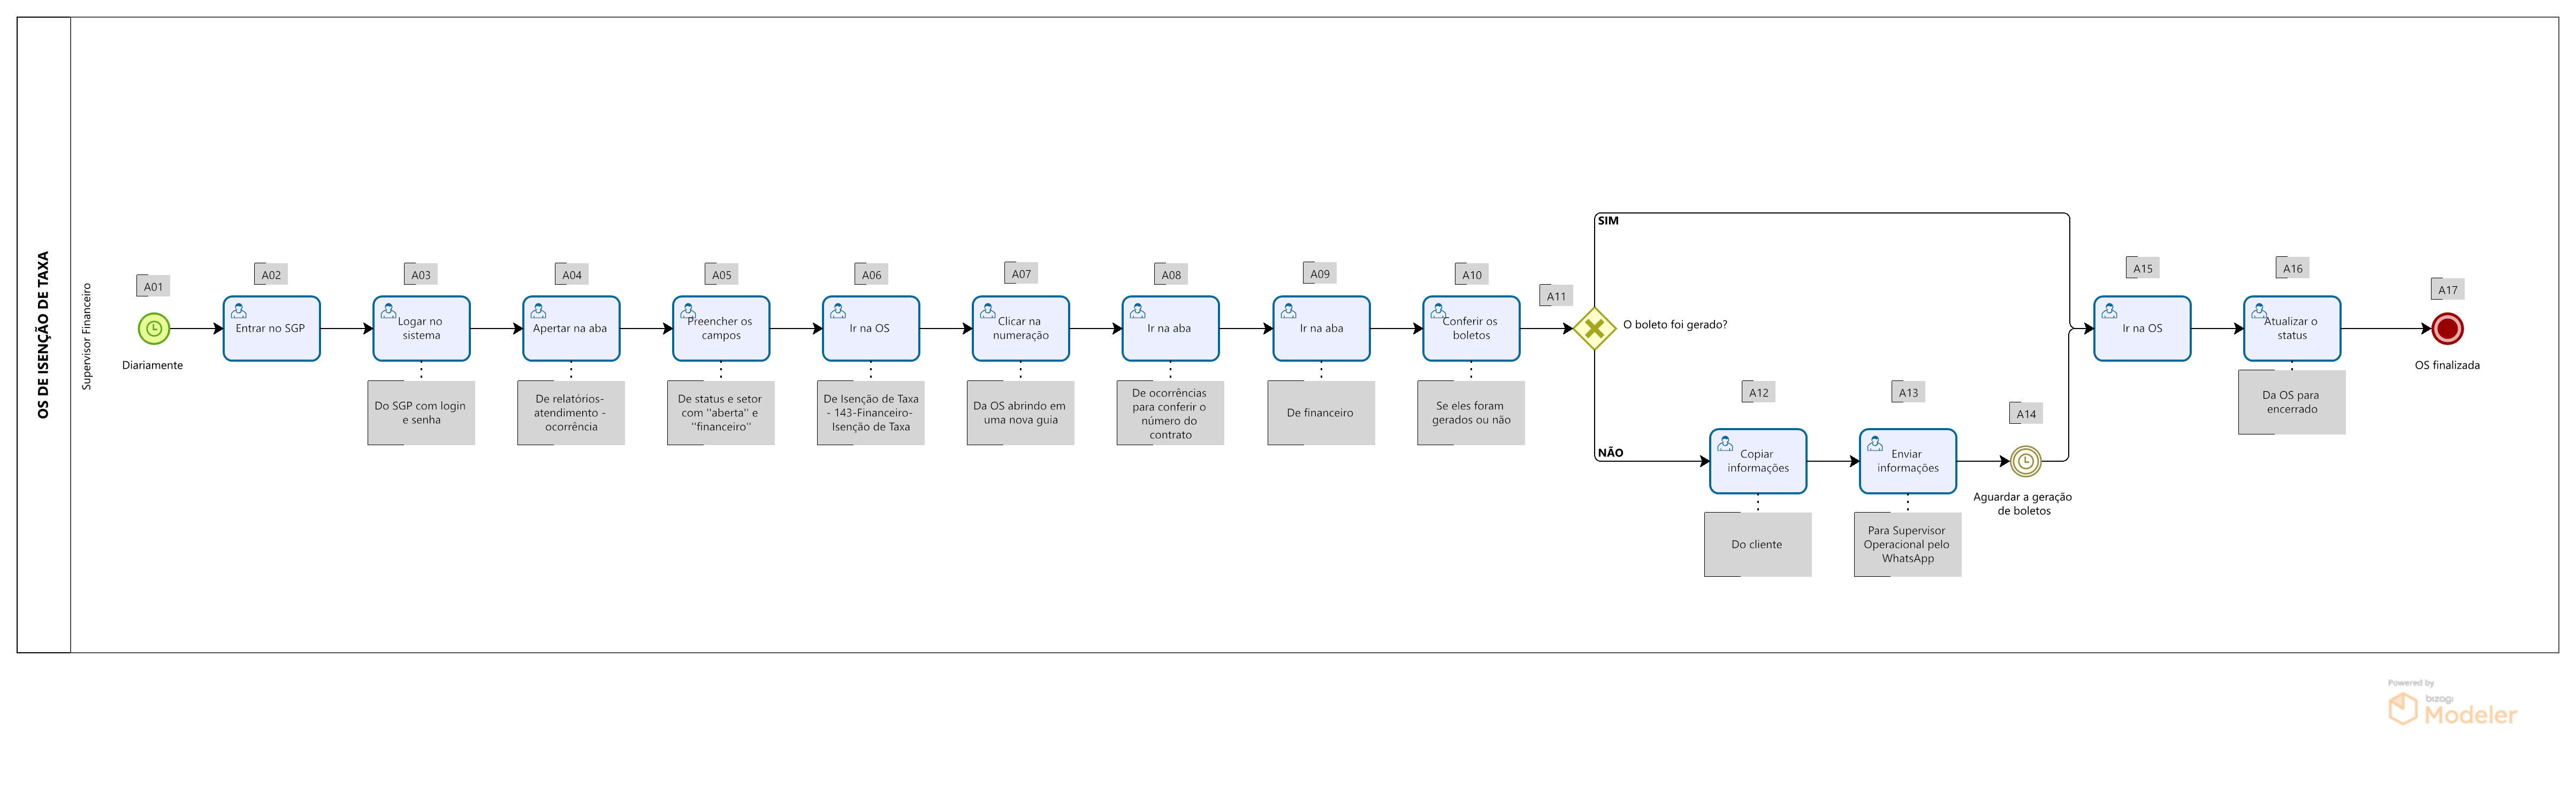 OS DE ISENÇÃO DE TAXA
Supervisor Financeiro
A01
Diariamente
A02
Entrar no SGP
A03
Logar no
sistema
Do SGP com login
e senha
A04
Apertar na aba
De relatórios-
atendimento -
ocorrência
A05
Preencher os
campos
De status e setor
com "aberta" e
"financeiro"
A06
Ir na OS
De Isenção de Taxa
- 143-Financeiro-
Isenção de Taxa
A07
Clicar na
numeração
Da OS abrindo em
uma nova guia
A08
Ir na aba
De ocorrências
para conferir o
número do
contrato
A09
Ir na aba
De financeiro
A10
Conferir os
boletos
Se eles foram
gerados ou não
A11
O boleto foi gerado?
SIM
NÃO
A12
Copiar
informações
Do cliente
A13
Enviar
informações
Para Supervisor
Operacional pelo
WhatsApp
A14
Aguardar a geração
de boletos
A15
Ir na OS
A16
Atualizar o
status
Da OS para
encerrado
A17
OS finalizada
Powered by
bizagi
Modeler